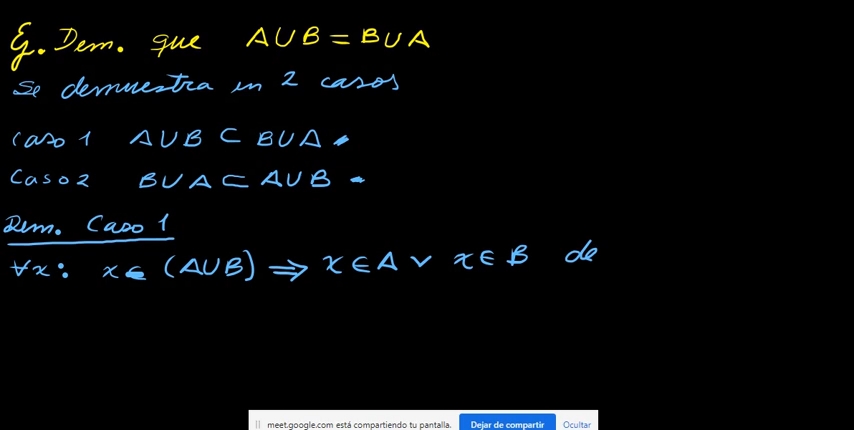 Ej. Dem. que A∪B = B∪A
Se demuestra en 2 casos
Caso 1 A∪B ⊂ B∪A.
Caso 2 B∪A ⊂ A∪B.
Dem. Caso 1
∀x: x∈(A∪B) ⇒ x∈A ∨ x∈B de
meet.google.com está compartiendo tu pantalla. Dejar de compartir Ocultar